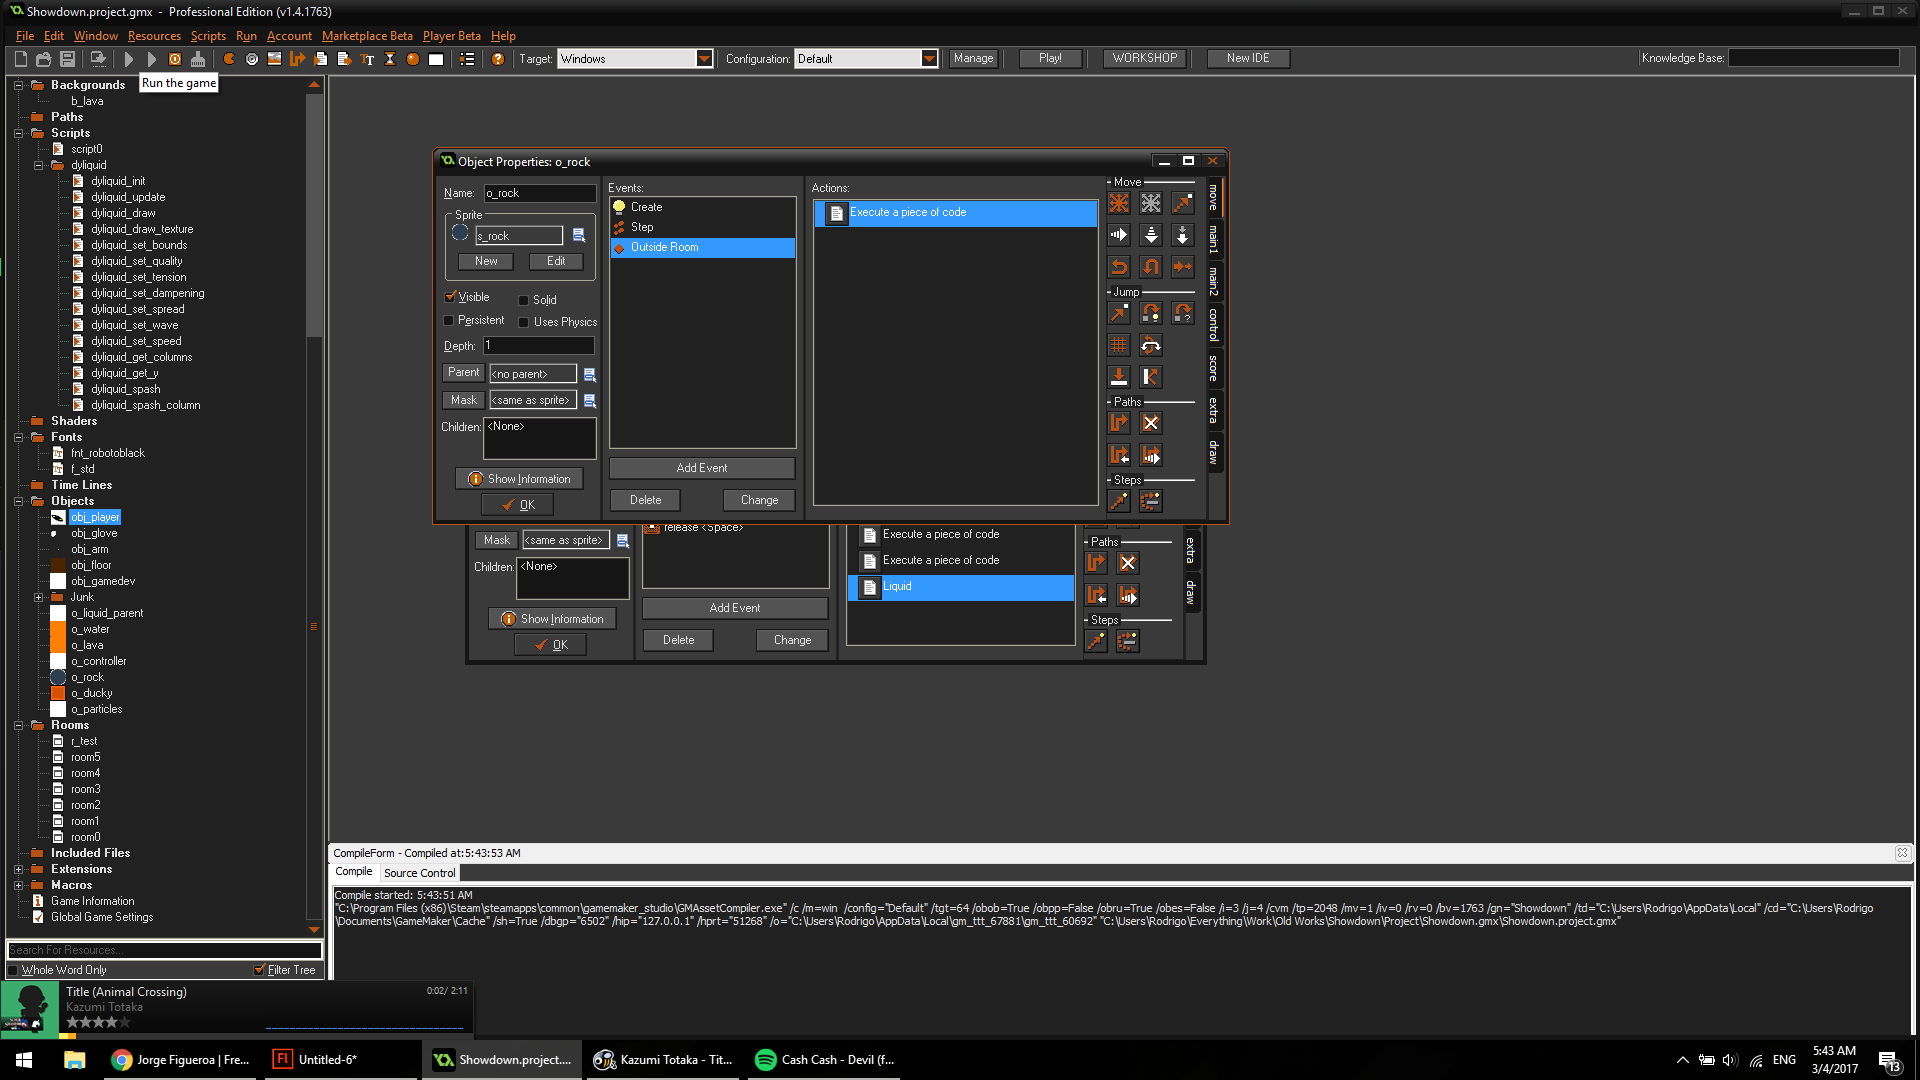 Showdown.project.gmx - Professional Edition (v1.4.1763)
File Edit Window Resources Scripts Run Account Marketplace Beta Player Beta Help
Target: Windows Configuration: Default Manage Play! WORKSHOP New IDE Knowledge Base:
Run the game
Backgrounds
b_lava
Paths
Scripts
script0
dyliquid
dyliquid_init
dyliquid_update
dyliquid_draw
dyliquid_draw_texture
dyliquid_set_bounds
dyliquid_set_quality
dyliquid_set_tension
dyliquid_set_dampening
dyliquid_set_spread
dyliquid_set_wave
dyliquid_set_speed
dyliquid_get_columns
dyliquid_get_y
dyliquid_spash
dyliquid_spash_column
Shaders
Fonts
fnt_robotoblack
f_std
Time Lines
Objects
obj_player
obj_glove
obj_arm
obj_floor
obj_gamedev
Junk
o_liquid_parent
o_water
o_lava
o_controller
o_rock
o_ducky
o_particles
Rooms
r_test
room5
room4
room3
room2
room1
room0
Included Files
Extensions
Macros
Game Information
Global Game Settings
Search For Resources...
Whole Word Only Filter Tree
Object Properties: o_rock
Name: o_rock
Sprite
s_rock
New Edit
Visible Solid
Persistent Uses Physics
Depth: 1
Parent <no parent>
Mask <same as sprite>
Children: <None>
Show Information
OK
Events:
Create
Step
Outside Room
Add Event
Delete Change
Actions:
Execute a piece of code
Move
Jump
Paths
Steps
move
main1
main2
control
score
extra
draw
Mask <same as sprite>
Children: <None>
Show Information
OK
release <Space>
Add Event
Delete Change
Execute a piece of code
Execute a piece of code
Liquid
Paths
Steps
extra
draw
CompileForm - Compiled at:5:43:53 AM
Compile Source Control
Compile started: 5:43:51 AM
"C:\Program Files (x86)\Steam\steamapps\common\gamemaker_studio\GMAssetCompiler.exe" /c /m=win /config="Default" /tgt=64 /obob=True /obpp=False /obru=True /obes=False /i=3 /j=4 /cvm /tp=2048 /mv=1 /iv=0 /rv=0 /bv=1763 /gn="Showdown" /td="C:\Users\Rodrigo\AppData\Local" /cd="C:\Users\Rodrigo
\Documents\GameMaker\Cache" /sh=True /dbgp="6502" /hip="127.0.0.1" /hprt="51268" /o="C:\Users\Rodrigo\AppData\Local\gm_ttt_67881\gm_ttt_60692" "C:\Users\Rodrigo\Everything\Work\Old Works\Showdown\Project\Showdown.gmx\Showdown.project.gmx"
Title (Animal Crossing) 0:02/ 2:11
Kazumi Totaka
Jorge Figueroa | Fre...
Fl Untitled-6*
Showdown.project....
Kazumi Totaka - Tit...
Cash Cash - Devil (f...
ENG
5:43 AM
3/4/2017
13